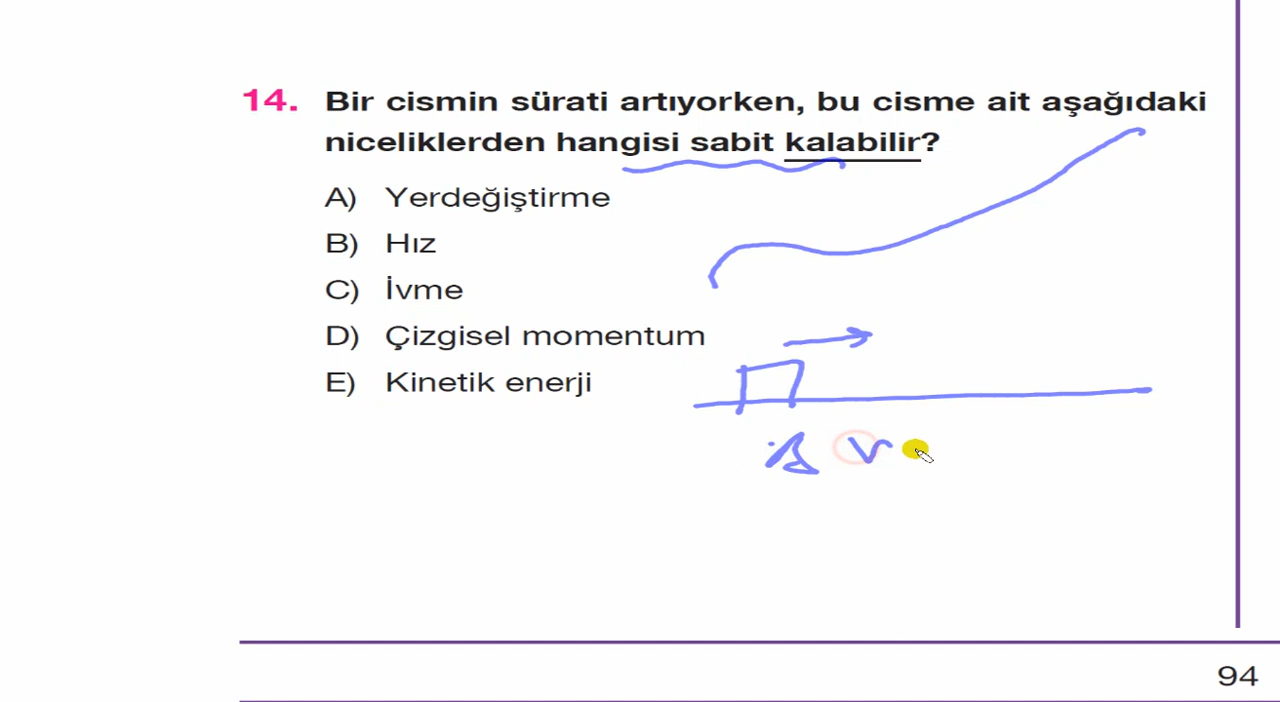 14. Bir cismin sürati artıyorken, bu cisme ait aşağıdaki
niceliklerden hangisi sabit kalabilir?
A) Yerdeğiştirme
B) Hız
C) İvme
D) Çizgisel momentum
E) Kinetik enerji
V
94